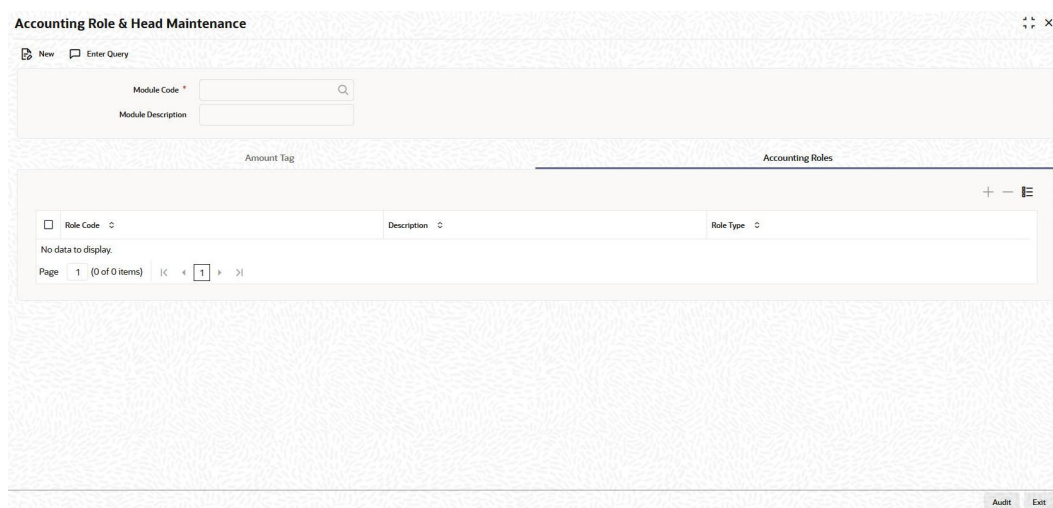 Accounting Role & Head Maintenance
New Enter Query
Module Code *
Module Description
Amount Tag Accounting Roles
Role Code Description Role Type
No data to display.
Page 1 (0 of 0 items) 1
Audit Exit